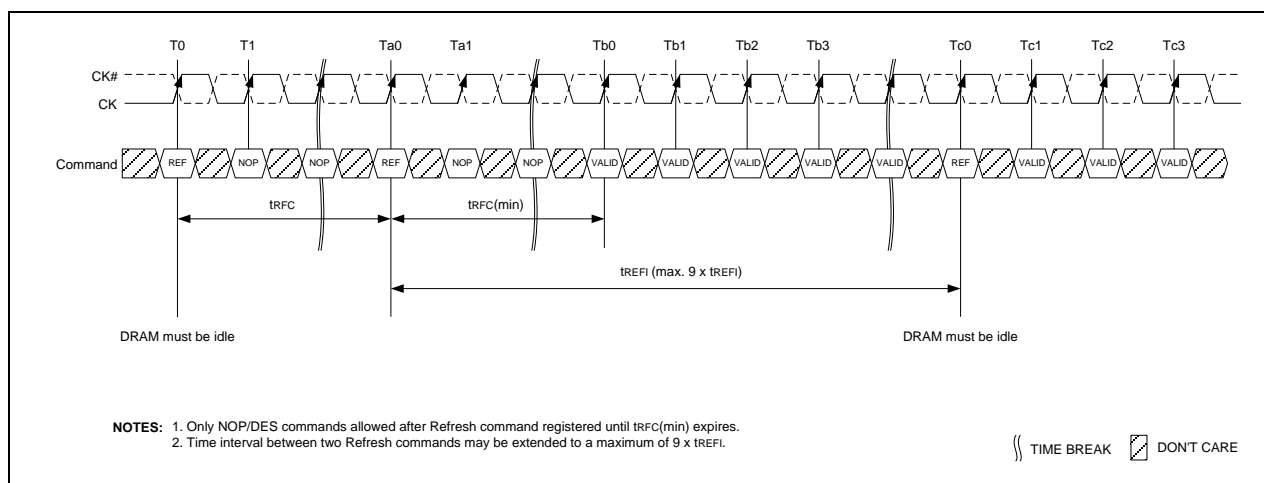 T0 T1 Ta0 Ta1 Tb0 Tb1 Tb2 Tb3 Tc0 Tc1 Tc2 Tc3
CK#
CK
Command REF NOP NOP REF NOP NOP VALID VALID VALID VALID VALID REF VALID VALID VALID
tRFC tRFC(min)
tREFI (max. 9 x tREFI)
DRAM must be idle DRAM must be idle
NOTES: 1. Only NOP/DES commands allowed after Refresh command registered until tRFC(min) expires.
2. Time interval between two Refresh commands may be extended to a maximum of 9 x tREFI.
TIME BREAK DON'T CARE